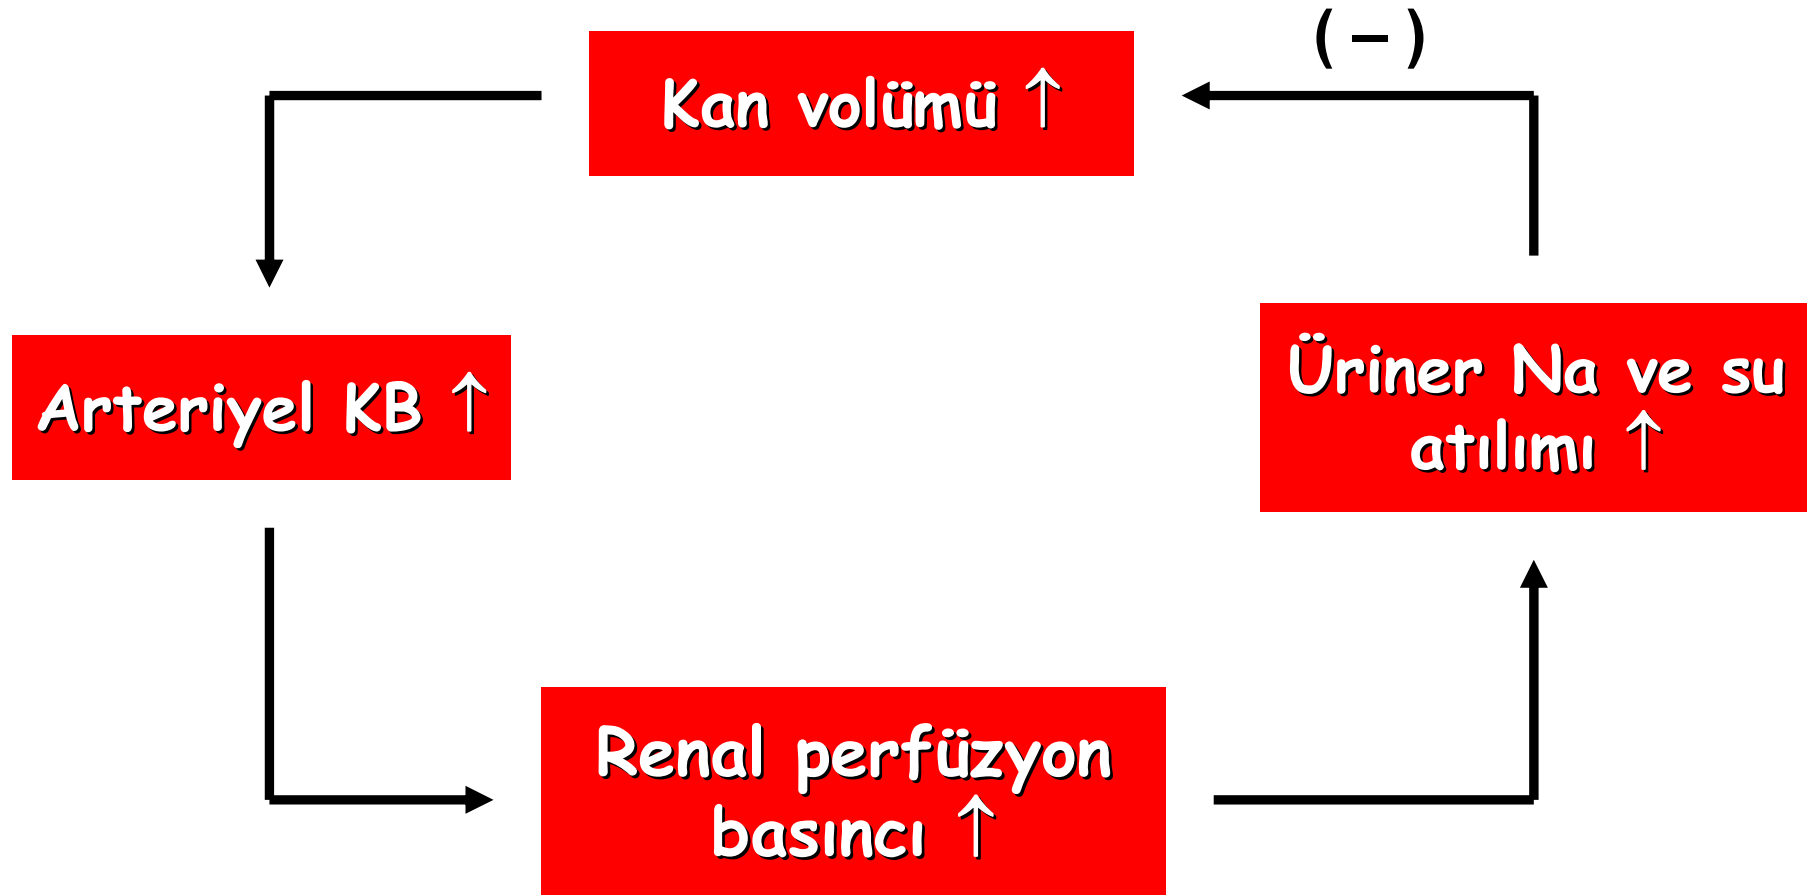 (–)
Kan volümü ↑
Arteriyel KB ↑
Üriner Na ve su
atılımı ↑
Renal perfüzyon
basıncı ↑